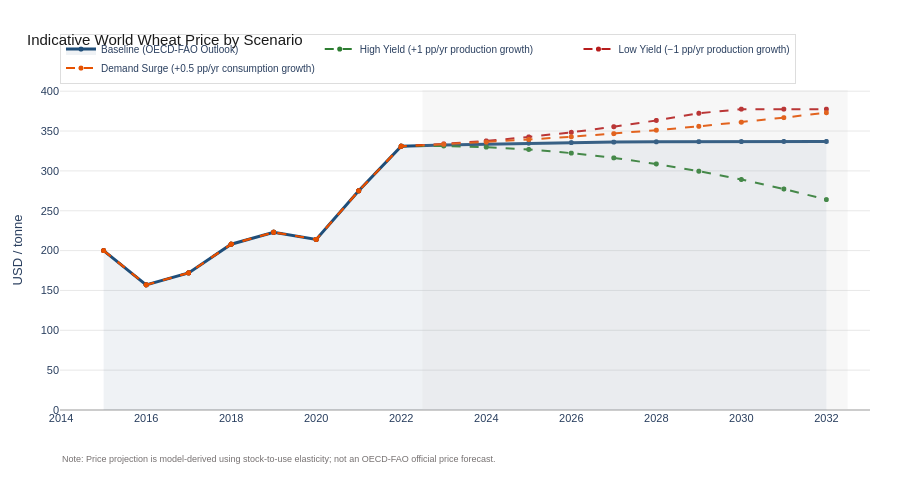 Indicative World Wheat Price by Scenario
Baseline (OECD-FAO Outlook)
High Yield (+1 pp/yr production growth)
Low Yield (−1 pp/yr production growth)
Demand Surge (+0.5 pp/yr consumption growth)
400
350
300
250
200
150
100
50
0
USD / tonne
2014 2016 2018 2020 2022 2024 2026 2028 2030 2032
Note: Price projection is model-derived using stock-to-use elasticity; not an OECD-FAO official price forecast.